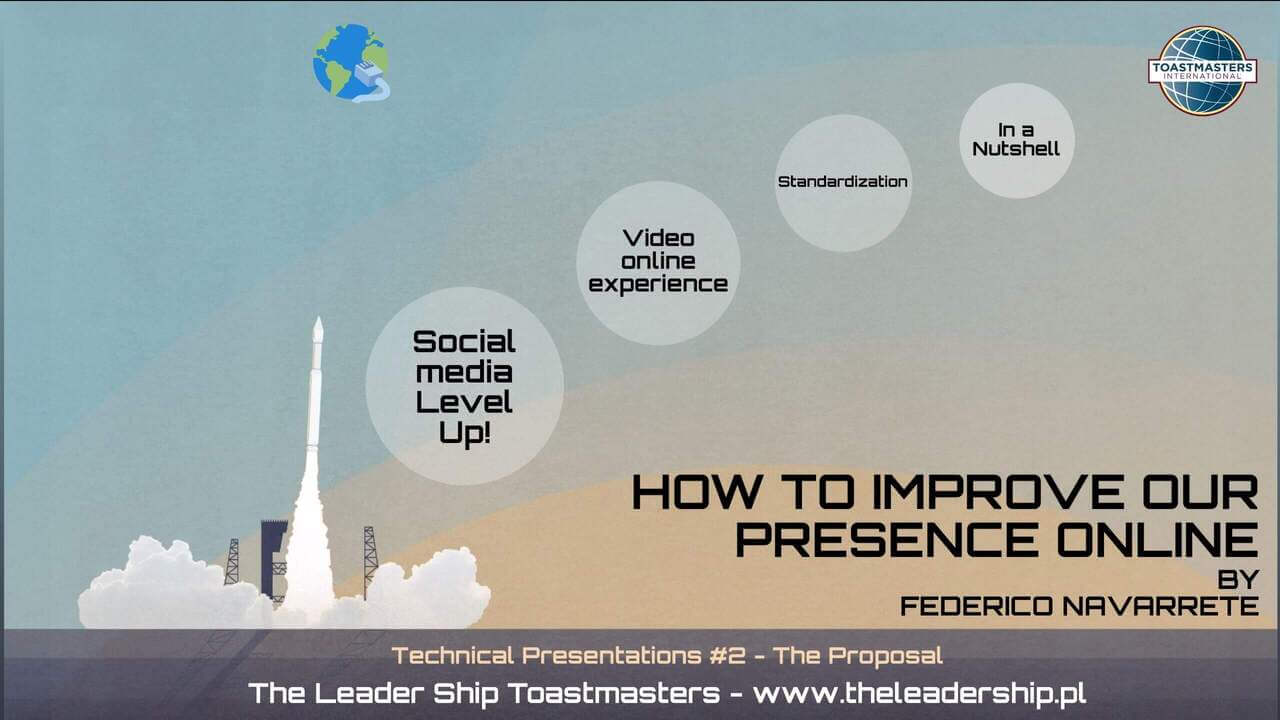 TOASTMASTERS
INTERNATIONAL
In a
Nutshell
Standardization
Video
online
experience
Social
media
Level
Up!
HOW TO IMPROVE OUR
PRESENCE ONLINE
BY
FEDERICO NAVARRETE
Technical Presentations #2 - The Proposal
The Leader Ship Toastmasters - www.theleadership.pl